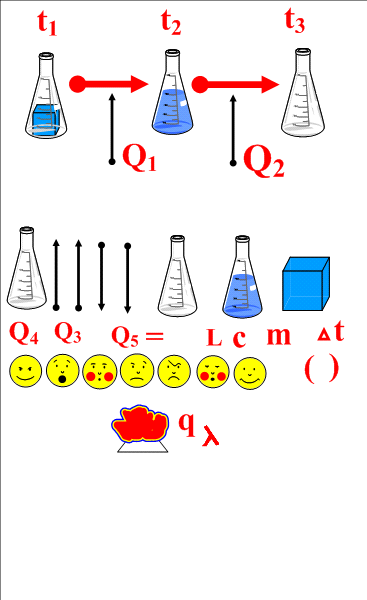 t1 t2 t3
Q1 Q2
Q4 Q3 Q5 = L c m Δt
( )
q λ